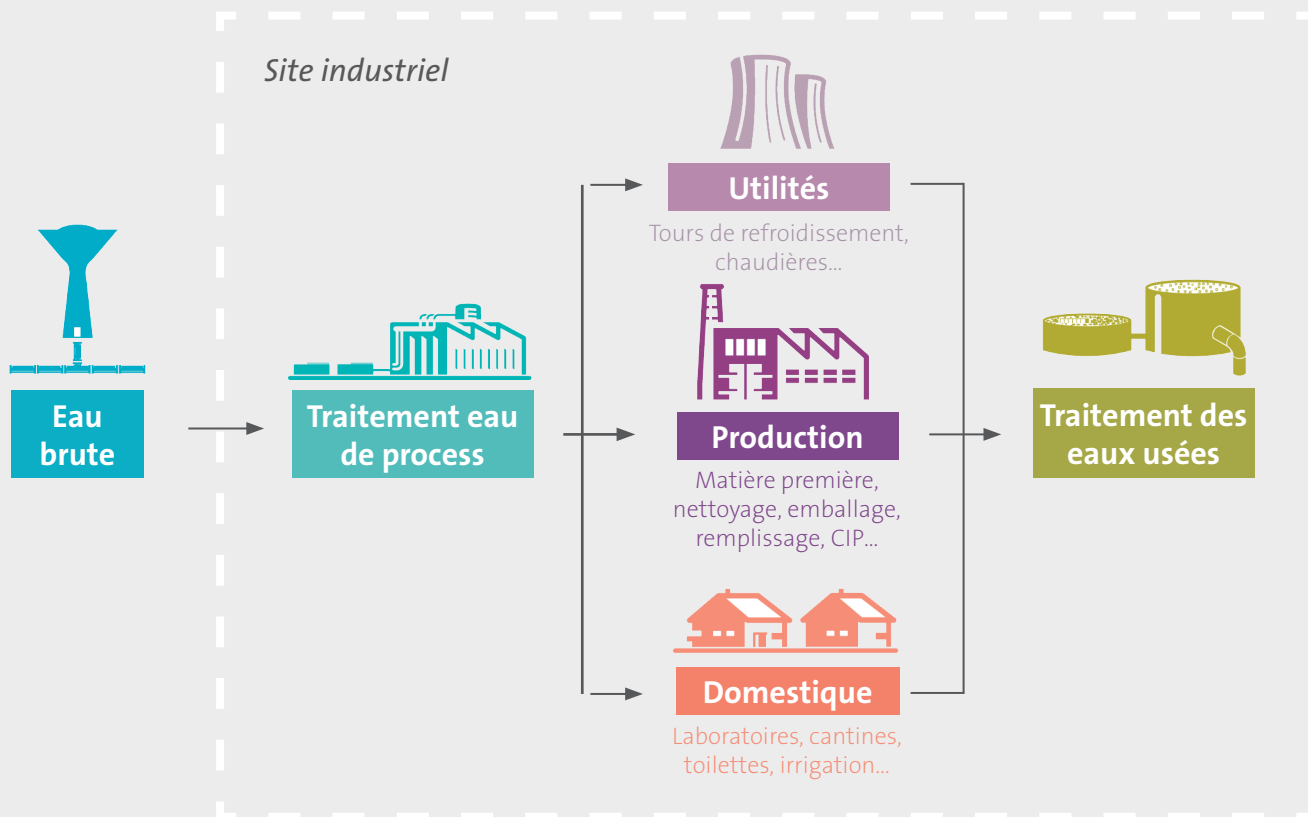 Site industriel
Eau
brute
Traitement eau
de process
Utilités
Tours de refroidissement,
chaudières...
Production
Matière première,
nettoyage, emballage,
remplissage, CIP...
Domestique
Laboratoires, cantines,
toilettes, irrigation...
Traitement des
eaux usées